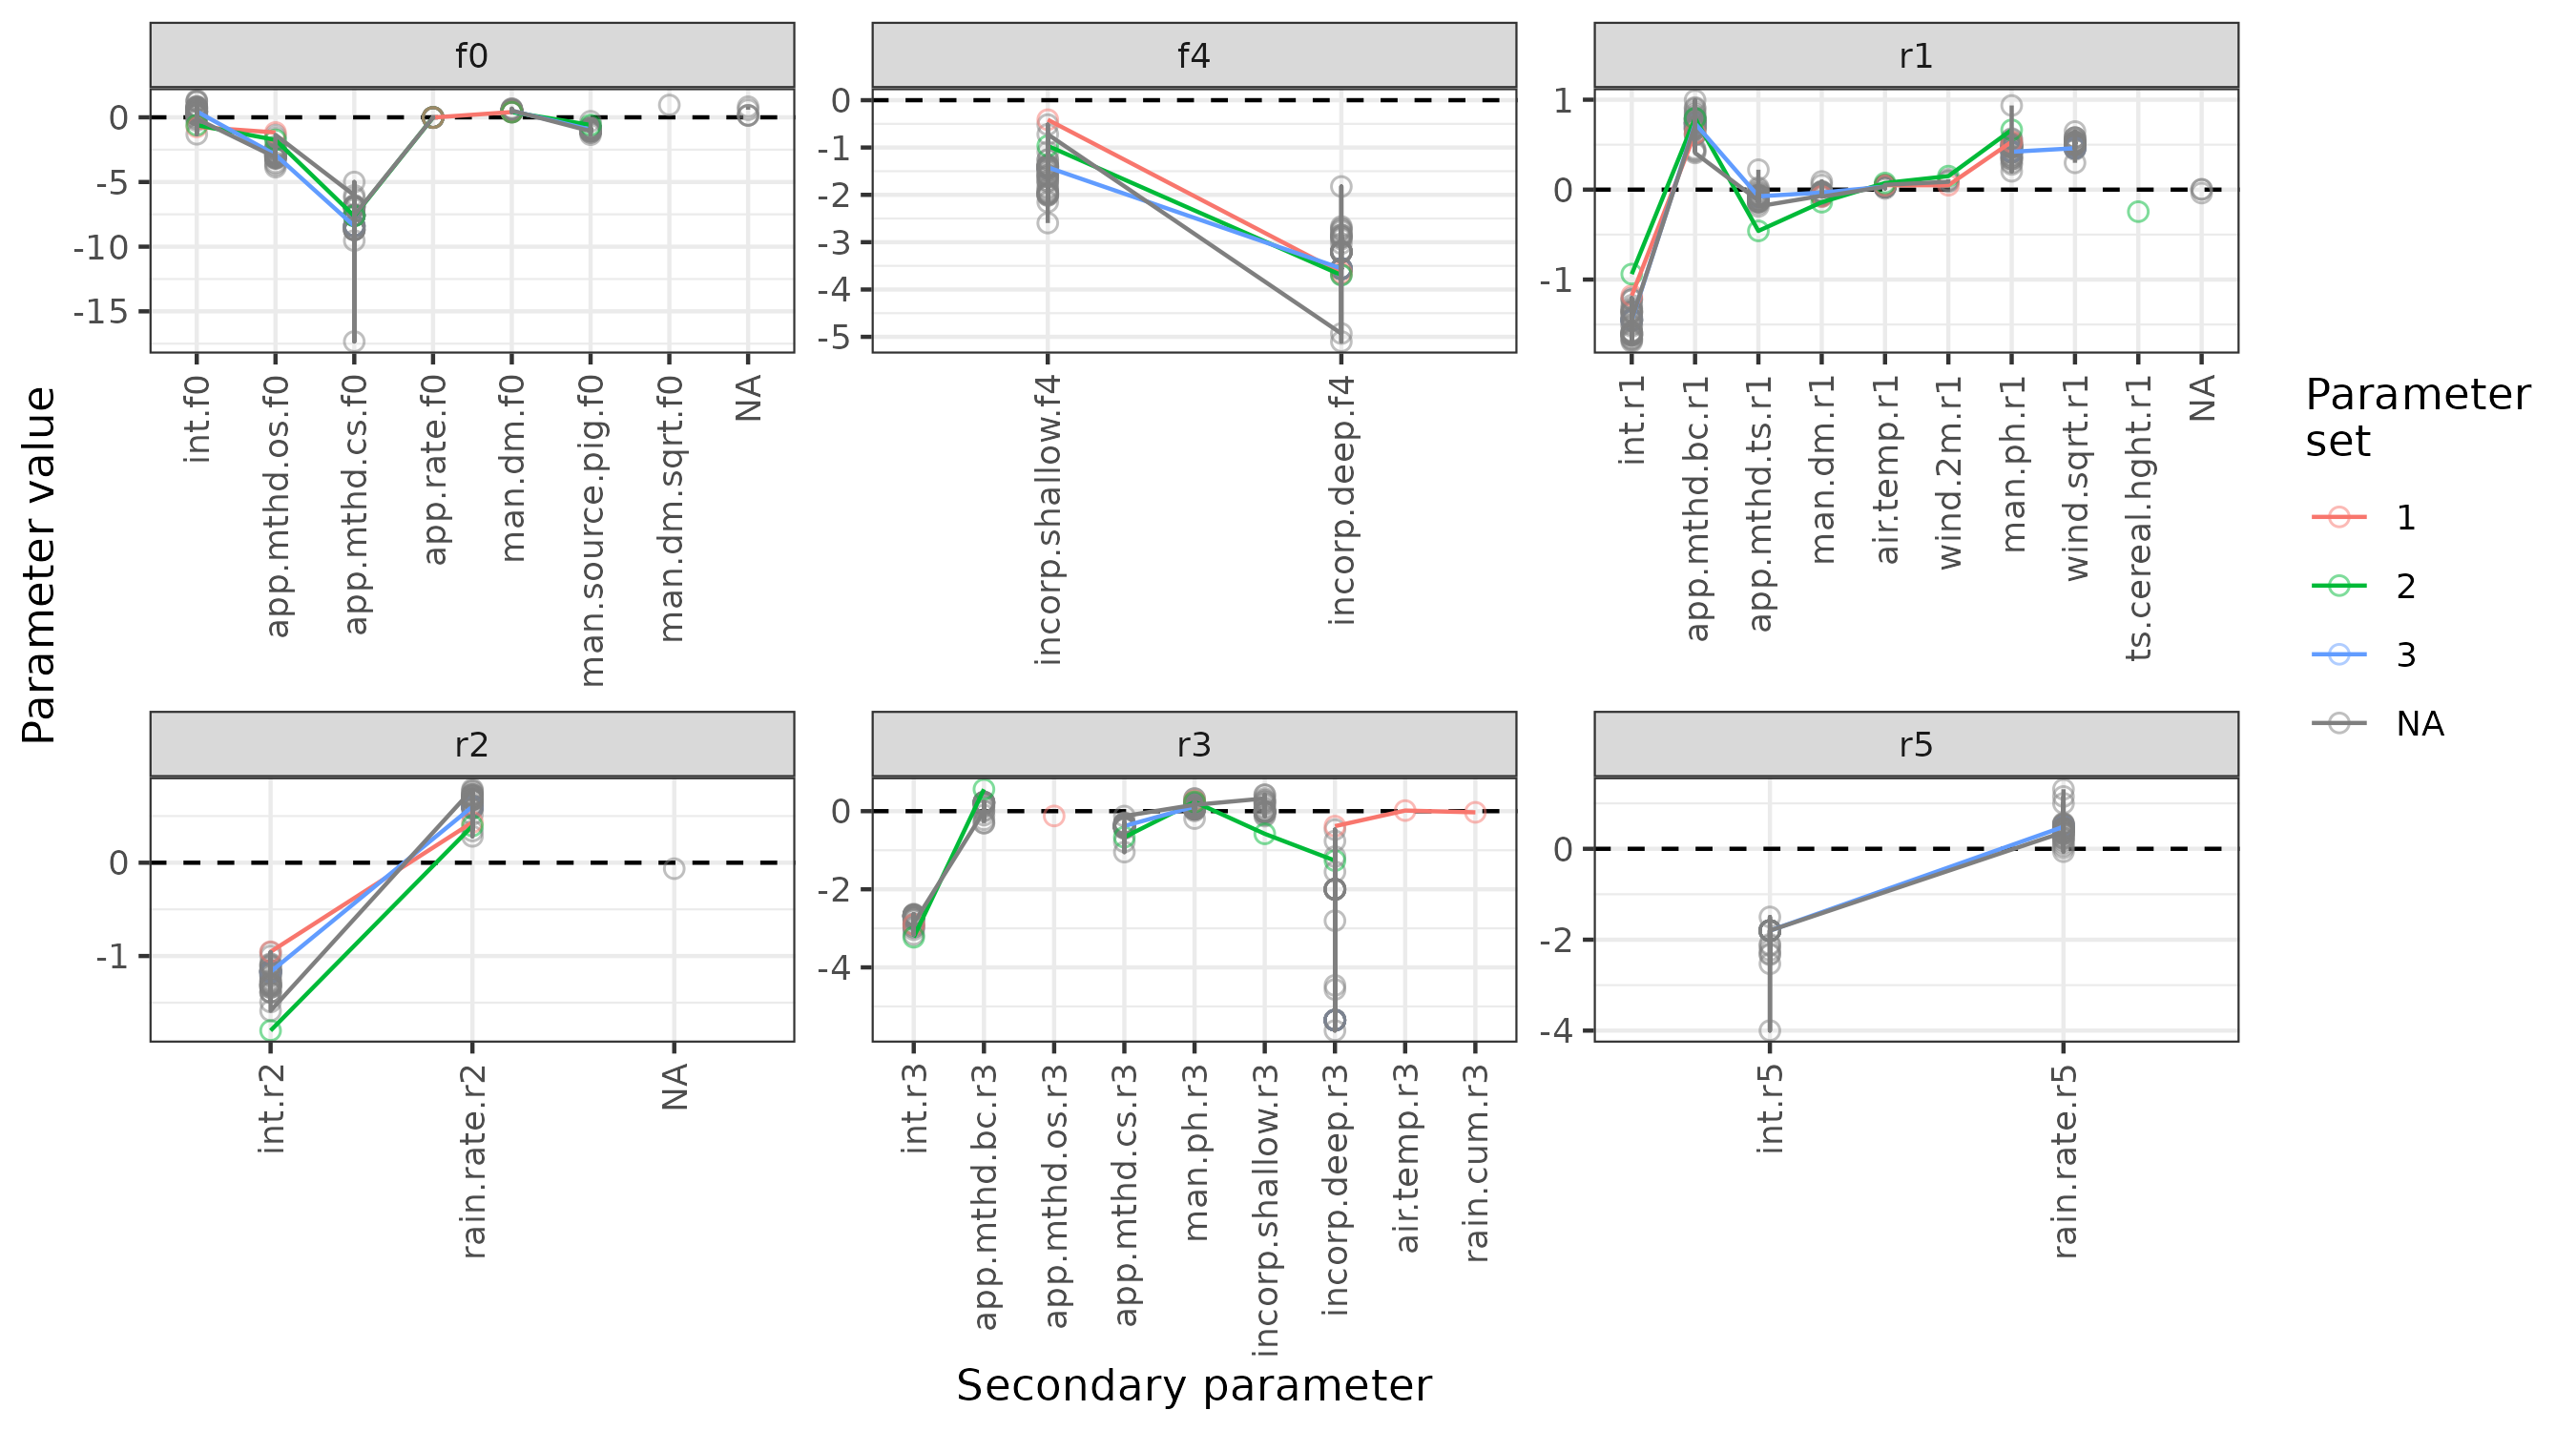 f0
f4
r1
0
-5
-10
-15
0
-1
-2
-3
-4
-5
1
0
-1
int.f0
app.mthd.os.f0
app.mthd.cs.f0
app.rate.f0
man.dm.f0
man.source.pig.f0
man.dm.sqrt.f0
NA
incorp.shallow.f4
incorp.deep.f4
int.r1
app.mthd.bc.r1
app.mthd.ts.r1
man.dm.r1
air.temp.r1
wind.2m.r1
man.ph.r1
wind.sqrt.r1
ts.cereal.hght.r1
NA
Parameter value
r2
r3
r5
0
-1
0
-2
-4
0
-2
-4
int.r2
rain.rate.r2
NA
int.r3
app.mthd.bc.r3
app.mthd.os.r3
app.mthd.cs.r3
man.ph.r3
incorp.shallow.r3
incorp.deep.r3
air.temp.r3
rain.cum.r3
int.r5
rain.rate.r5
Secondary parameter
Parameter
set
1
2
3
NA